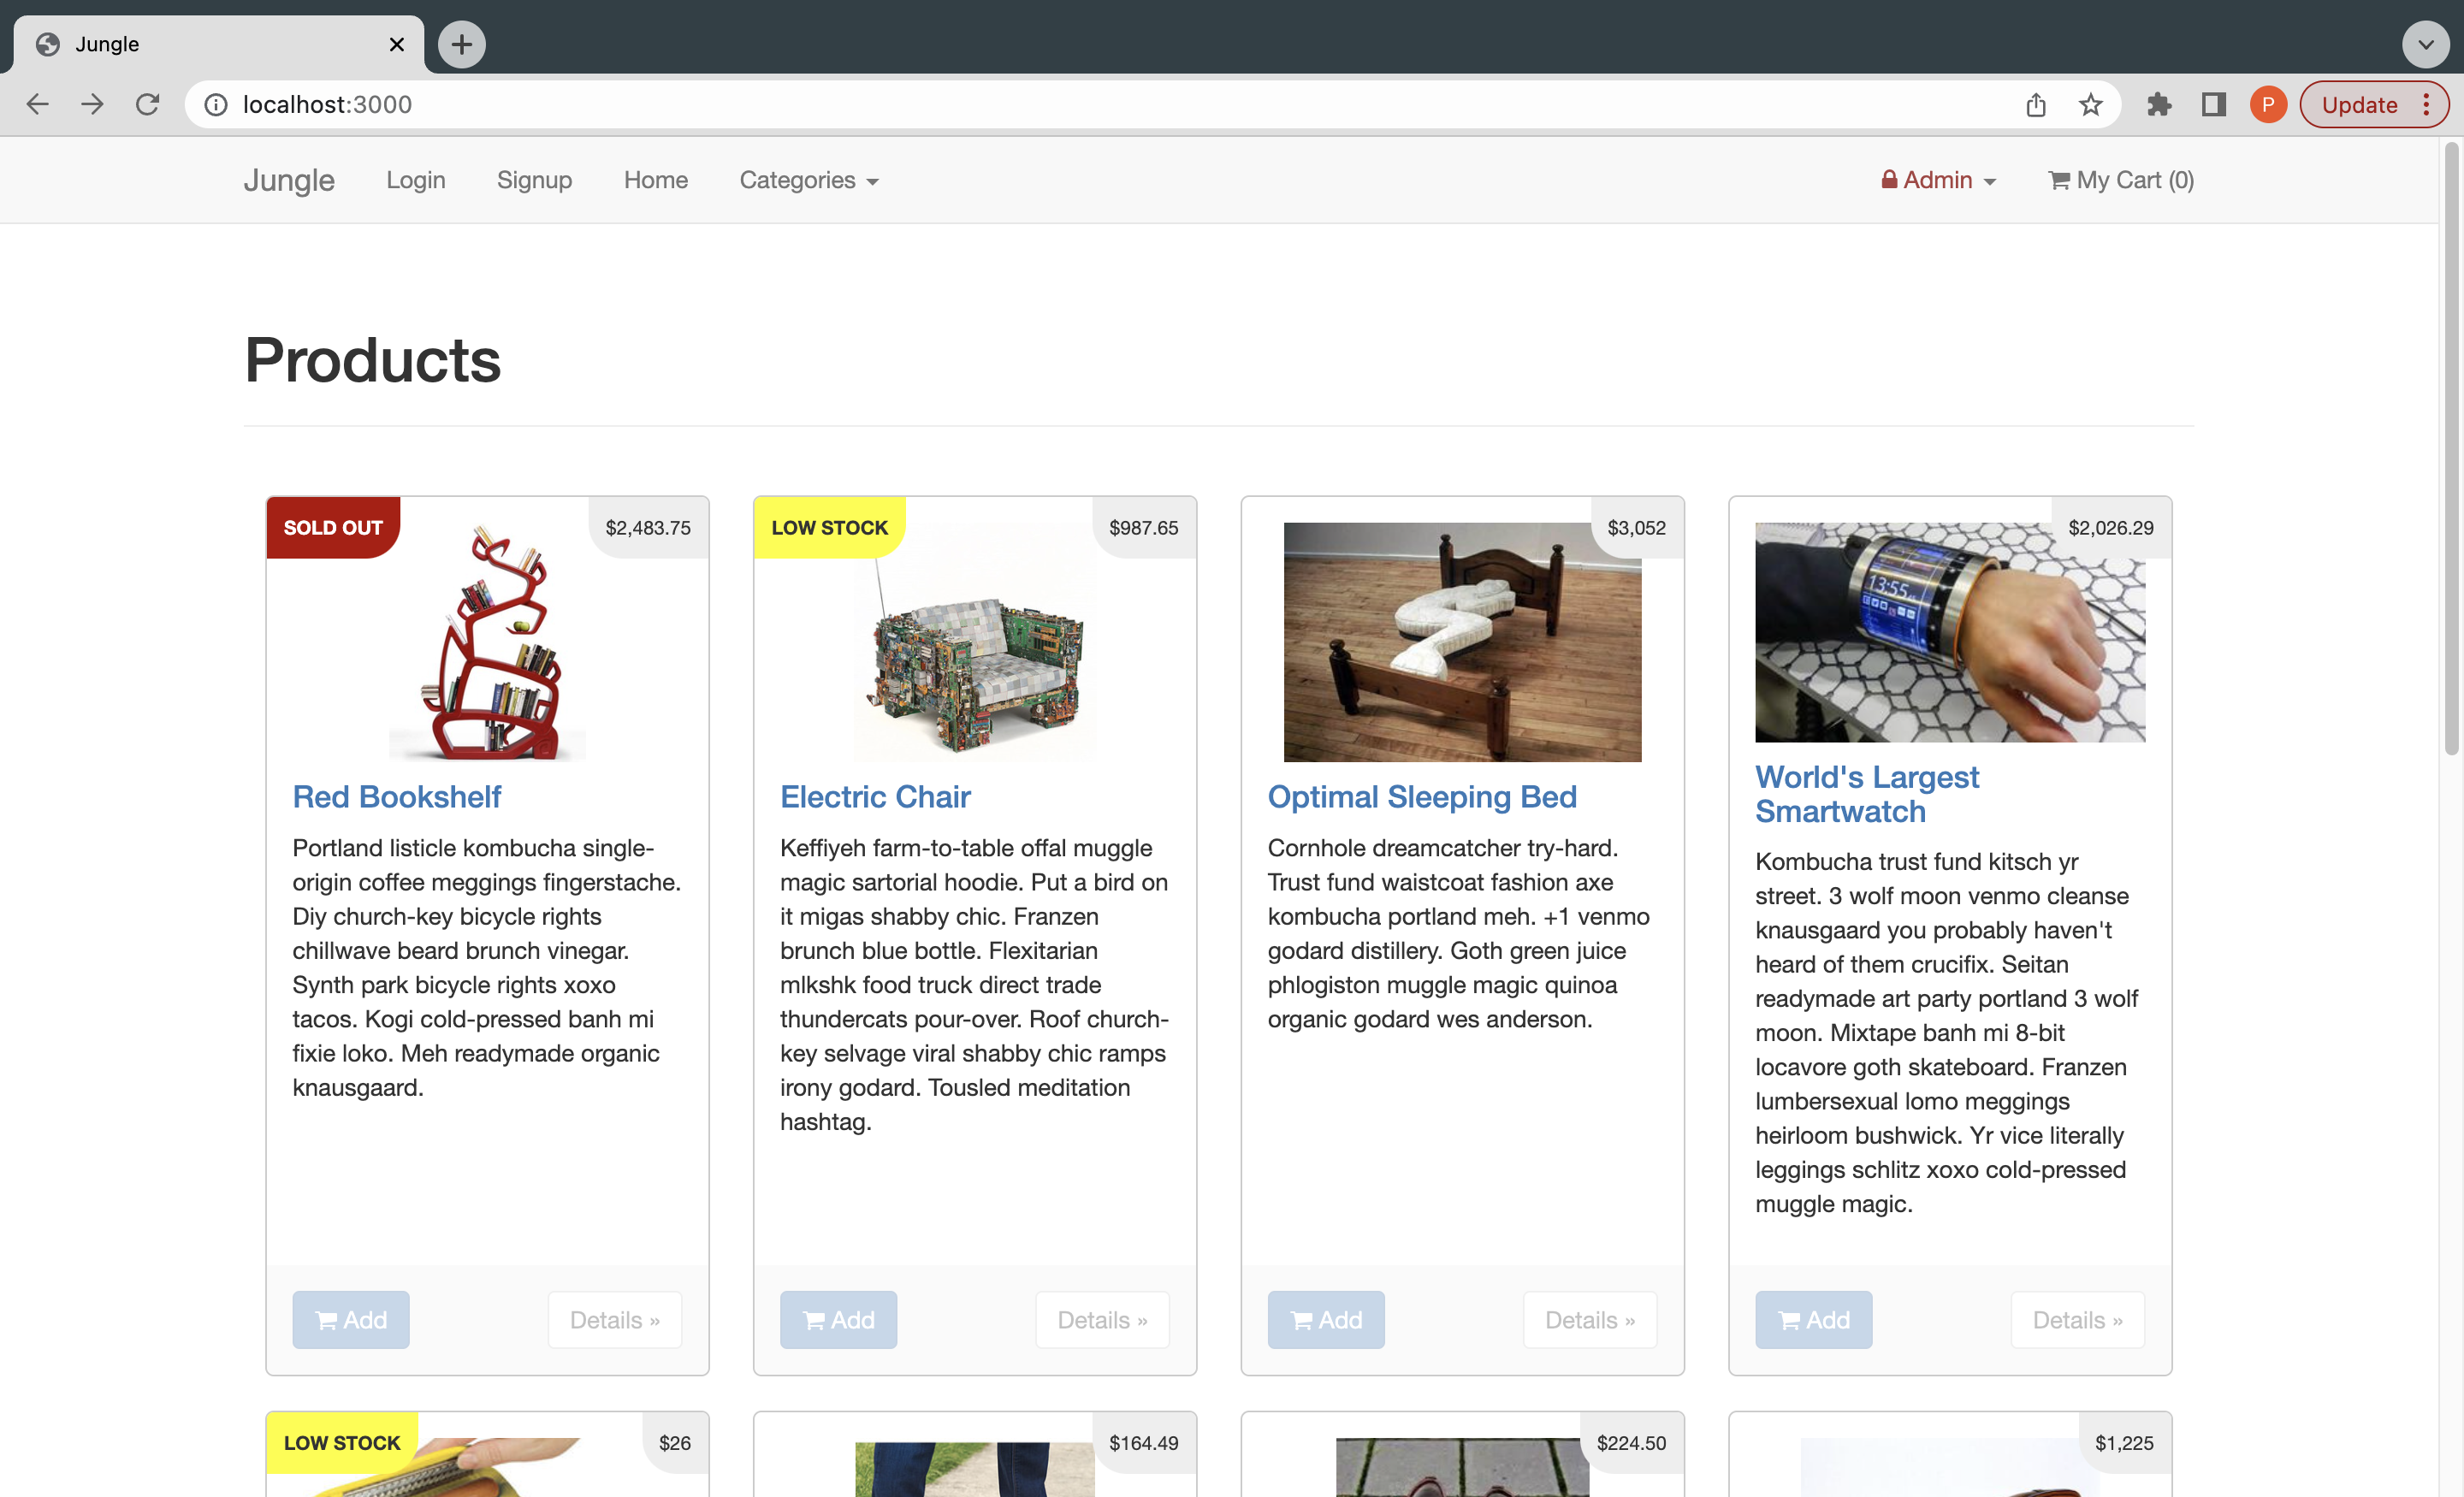 Jungle
localhost:3000
P
Update
Jungle
Login
Signup
Home
Categories
Admin
My Cart (0)
Products
SOLD OUT
$2,483.75
Red Bookshelf
Portland listicle kombucha single-
origin coffee meggings fingerstache.
Diy church-key bicycle rights
chillwave beard brunch vinegar.
Synth park bicycle rights xoxo
tacos. Kogi cold-pressed banh mi
fixie loko. Meh readymade organic
knausgaard.
Add
Details »
LOW STOCK
$987.65
Electric Chair
Keffiyeh farm-to-table offal muggle
magic sartorial hoodie. Put a bird on
it migas shabby chic. Franzen
brunch blue bottle. Flexitarian
mlkshk food truck direct trade
thundercats pour-over. Roof church-
key selvage viral shabby chic ramps
irony godard. Tousled meditation
hashtag.
Add
Details »
$3,052
Optimal Sleeping Bed
Cornhole dreamcatcher try-hard.
Trust fund waistcoat fashion axe
kombucha portland meh. +1 venmo
godard distillery. Goth green juice
phlogiston muggle magic quinoa
organic godard wes anderson.
Add
Details »
$2,026.29
13:55
World's Largest
Smartwatch
Kombucha trust fund kitsch yr
street. 3 wolf moon venmo cleanse
knausgaard you probably haven't
heard of them crucifix. Seitan
readymade art party portland 3 wolf
moon. Mixtape banh mi 8-bit
locavore goth skateboard. Franzen
lumbersexual lomo meggings
heirloom bushwick. Yr vice literally
leggings schlitz xoxo cold-pressed
muggle magic.
Add
Details »
LOW STOCK
$26
$164.49
$224.50
$1,225